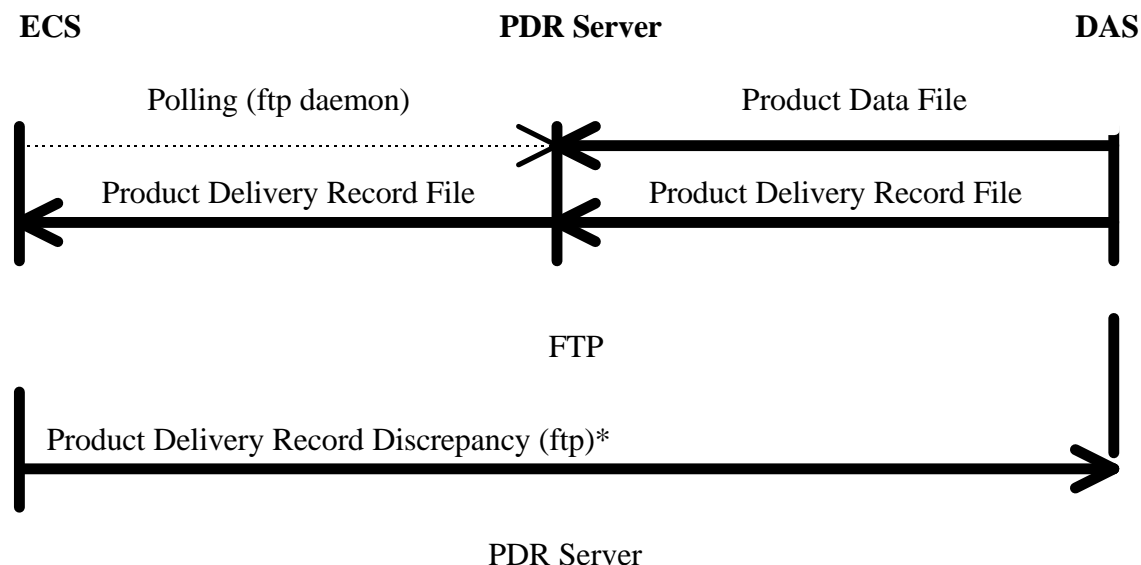 ECS PDR Server DAS
Polling (ftp daemon) Product Data File
Product Delivery Record File Product Delivery Record File
FTP
Product Delivery Record Discrepancy (ftp)*
PDR Server